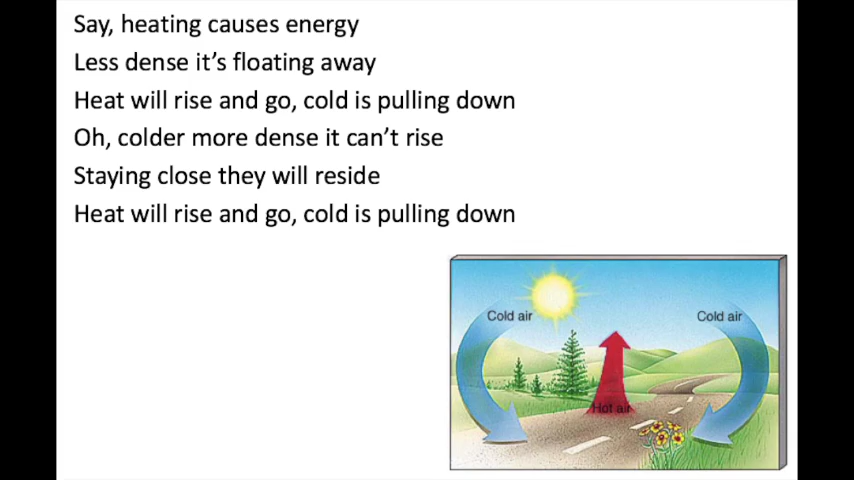 Say, heating causes energy
Less dense it’s floating away
Heat will rise and go, cold is pulling down
Oh, colder more dense it can’t rise
Staying close they will reside
Heat will rise and go, cold is pulling down
Cold air
Cold air
Hot air